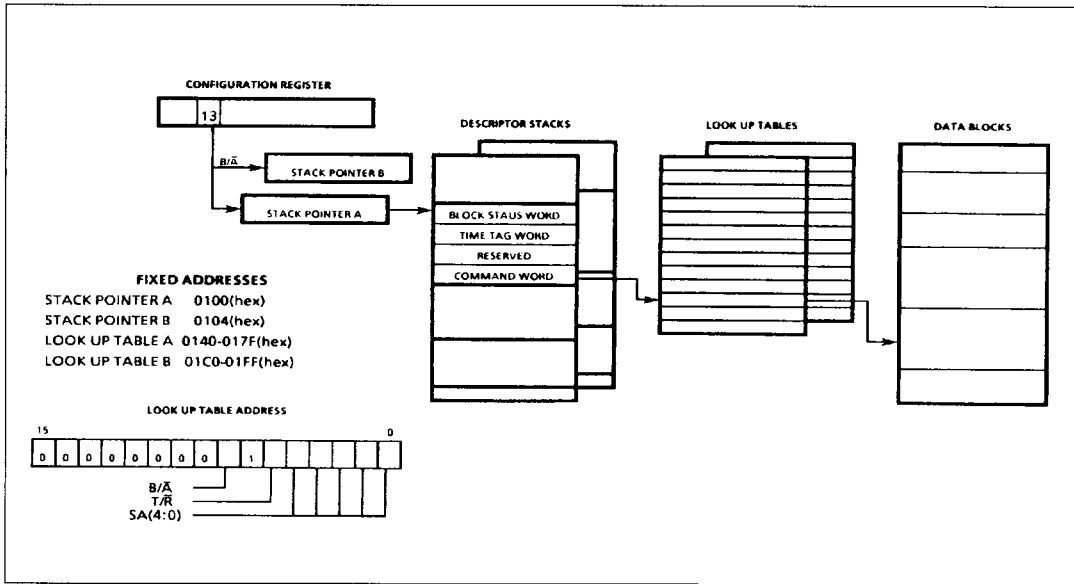 CONFIGURATION REGISTER
13
B/A̅
STACK POINTER B
STACK POINTER A
DESCRIPTOR STACKS
BLOCK STAUS WORD
TIME TAG WORD
RESERVED
COMMAND WORD
LOOK UP TABLES
DATA BLOCKS
FIXED ADDRESSES
STACK POINTER A 0100(hex)
STACK POINTER B 0104(hex)
LOOK UP TABLE A 0140-017F(hex)
LOOK UP TABLE B 01C0-01FF(hex)
LOOK UP TABLE ADDRESS
15 0
0 0 0 0 0 0 0 0 1
B/A̅
T/R̅
SA(4:0)